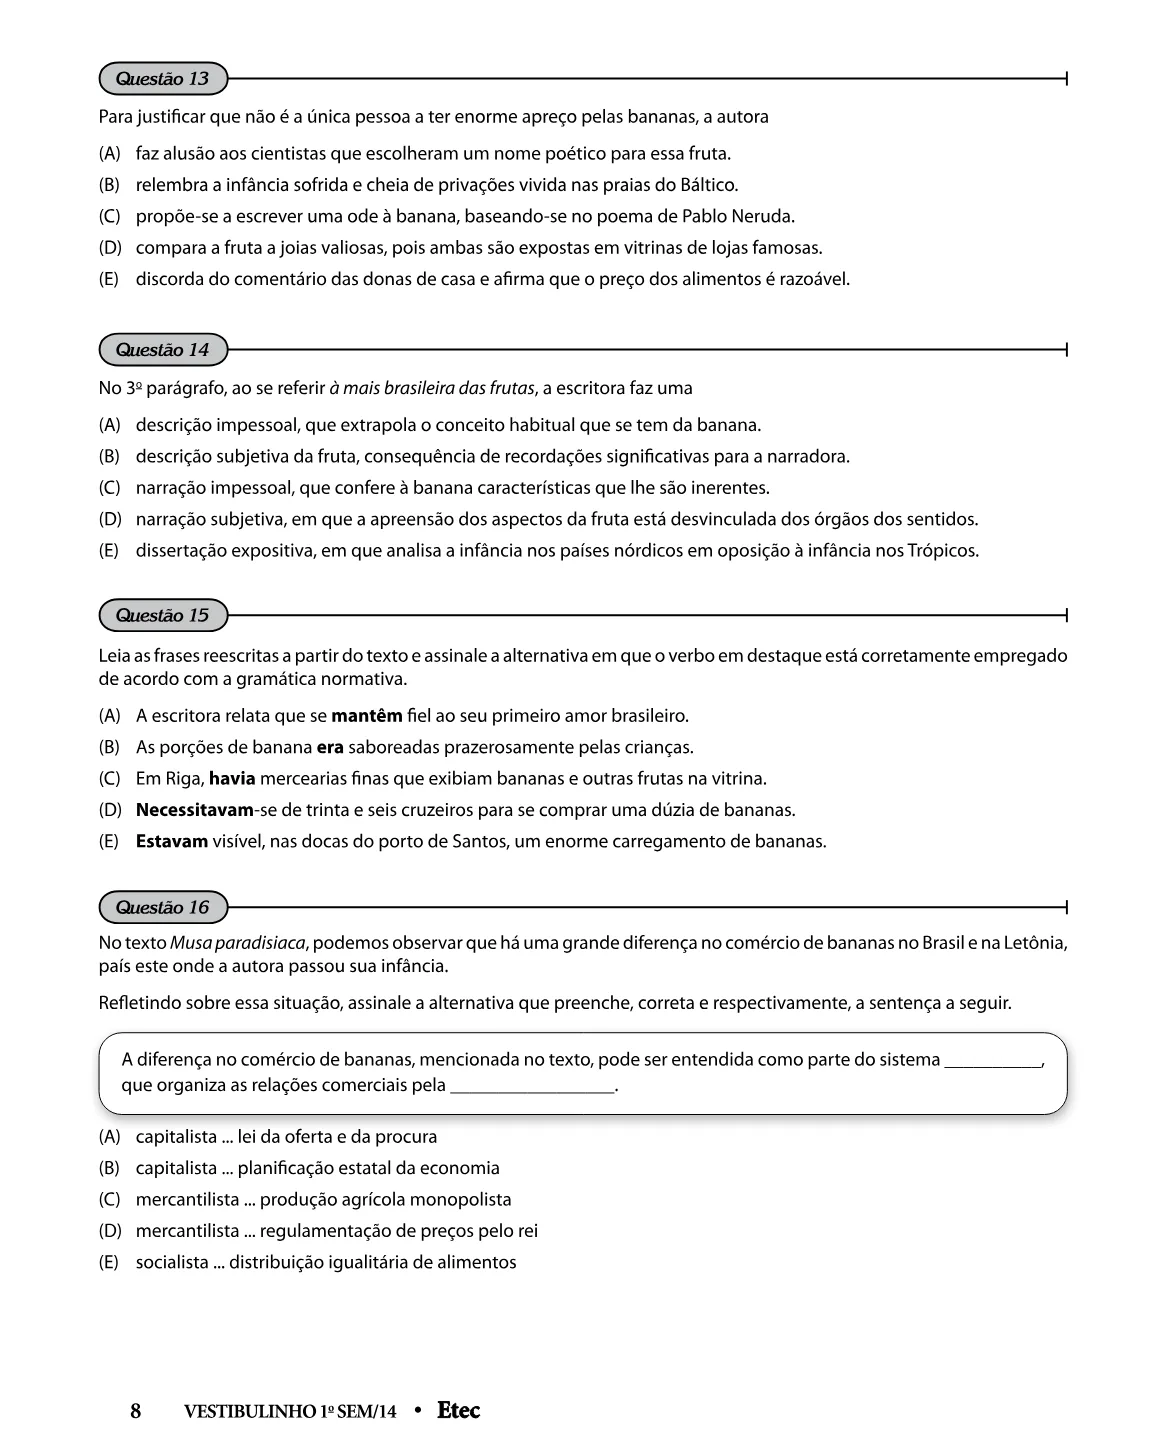 Questão 13
Para justificar que não é a única pessoa a ter enorme apreço pelas bananas, a autora
(A) faz alusão aos cientistas que escolheram um nome poético para essa fruta.
(B) relembra a infância sofrida e cheia de privações vivida nas praias do Báltico.
(C) propõe-se a escrever uma ode à banana, baseando-se no poema de Pablo Neruda.
(D) compara a fruta a joias valiosas, pois ambas são expostas em vitrinas de lojas famosas.
(E) discorda do comentário das donas de casa e afirma que o preço dos alimentos é razoável.
Questão 14
No 3º parágrafo, ao se referir à mais brasileira das frutas, a escritora faz uma
(A) descrição impessoal, que extrapola o conceito habitual que se tem da banana.
(B) descrição subjetiva da fruta, consequência de recordações significativas para a narradora.
(C) narração impessoal, que confere à banana características que lhe são inerentes.
(D) narração subjetiva, em que a apreensão dos aspectos da fruta está desvinculada dos órgãos dos sentidos.
(E) dissertação expositiva, em que analisa a infância nos países nórdicos em oposição à infância nos Trópicos.
Questão 15
Leia as frases reescritas a partir do texto e assinale a alternativa em que o verbo em destaque está corretamente empregado
de acordo com a gramática normativa.
(A) A escritora relata que se mantêm fiel ao seu primeiro amor brasileiro.
(B) As porções de banana era saboreadas prazerosamente pelas crianças.
(C) Em Riga, havia mercearias finas que exibiam bananas e outras frutas na vitrina.
(D) Necessitavam-se de trinta e seis cruzeiros para se comprar uma dúzia de bananas.
(E) Estavam visível, nas docas do porto de Santos, um enorme carregamento de bananas.
Questão 16
No texto Musa paradisiaca, podemos observar que há uma grande diferença no comércio de bananas no Brasil e na Letônia,
país este onde a autora passou sua infância.
Refletindo sobre essa situação, assinale a alternativa que preenche, correta e respectivamente, a sentença a seguir.
A diferença no comércio de bananas, mencionada no texto, pode ser entendida como parte do sistema __________,
que organiza as relações comerciais pela _________________.
(A) capitalista ... lei da oferta e da procura
(B) capitalista ... planificação estatal da economia
(C) mercantilista ... produção agrícola monopolista
(D) mercantilista ... regulamentação de preços pelo rei
(E) socialista ... distribuição igualitária de alimentos
8 VESTIBULINHO 1º SEM/14 • Etec